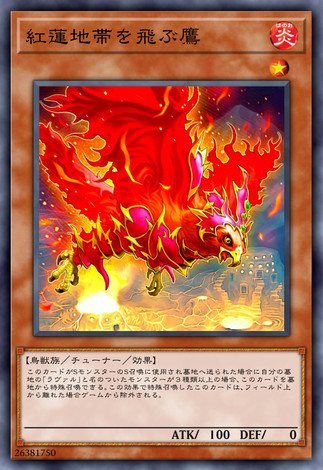 紅蓮地帯を飛ぶ鷹
炎
ほのお
【鳥獣族／チューナー／効果】
このカードがSモンスターのS召喚に使用され墓地へ送られた場合に自分の墓
地の「ラヴァル」と名のついたモンスターが３種類以上の場合、このカードを墓
地から特殊召喚できる。この効果で特殊召喚したこのカードは、フィールド上
から離れた場合ゲームから除外される。
ATK/ 100 DEF/ 0
26381750